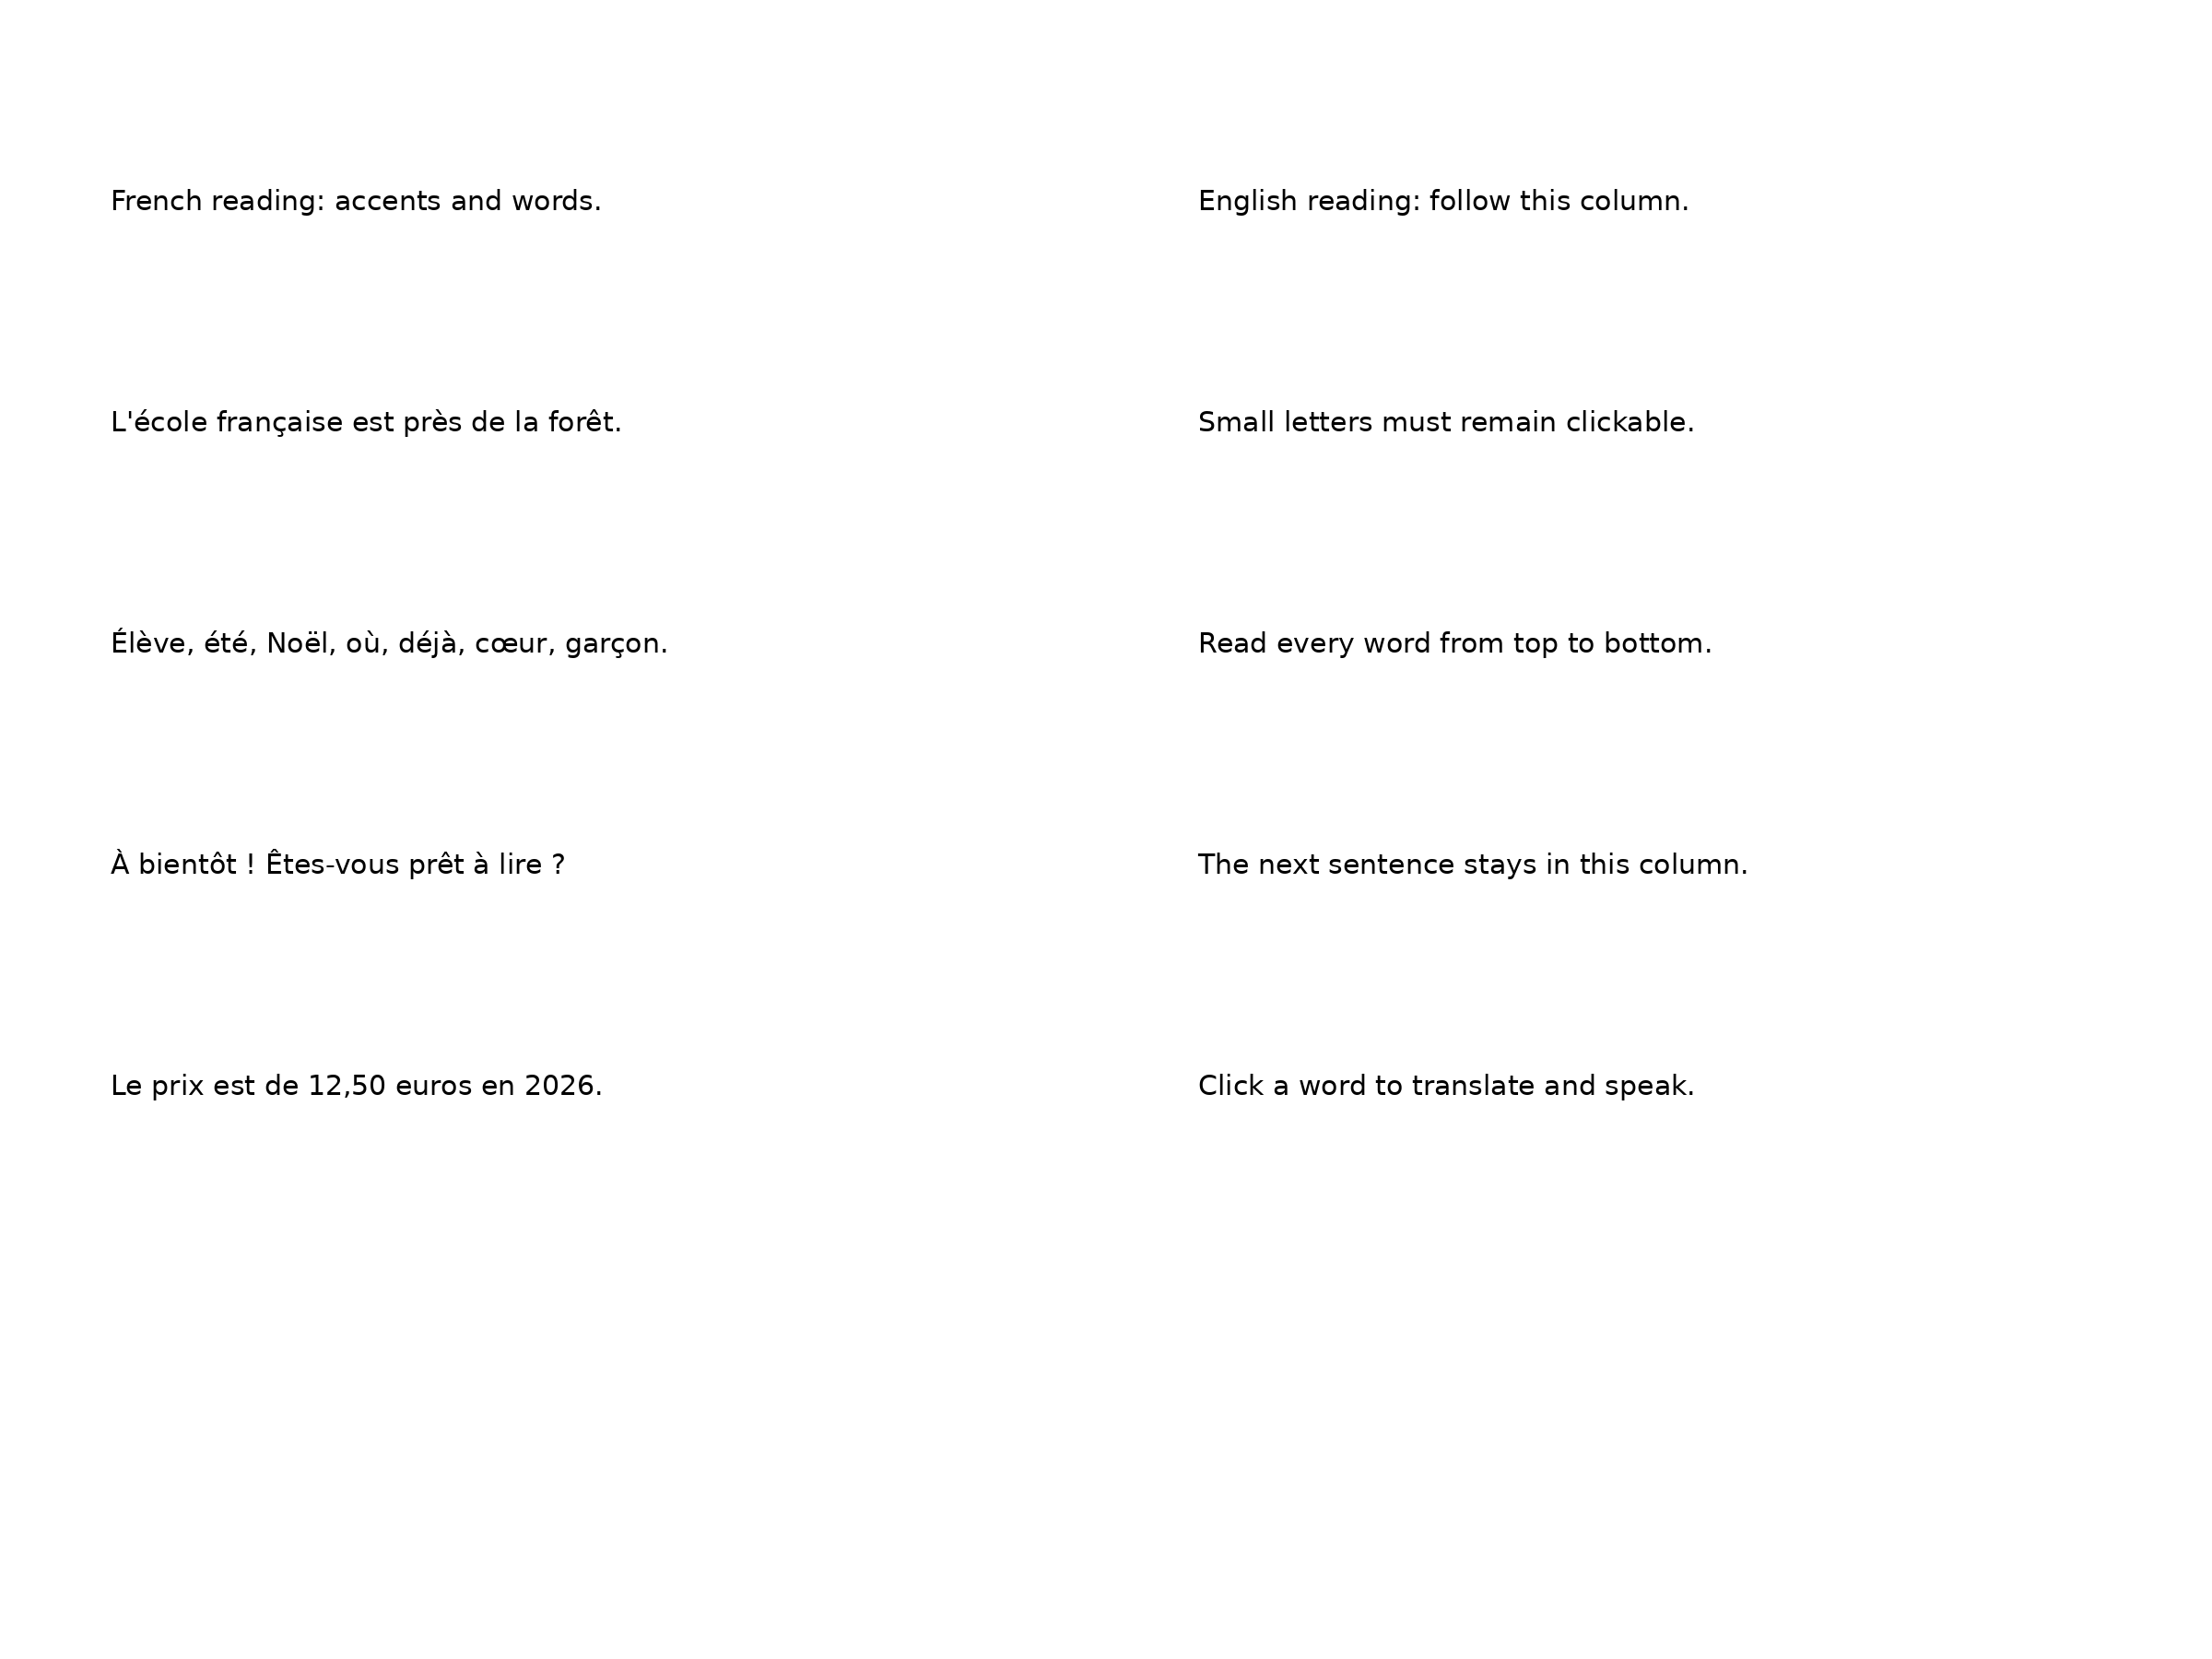 French reading: accents and words.
L'école française est près de la forêt.
Élève, été, Noël, où, déjà, cœur, garçon.
À bientôt ! Êtes-vous prêt à lire ?
Le prix est de 12,50 euros en 2026.
English reading: follow this column.
Small letters must remain clickable.
Read every word from top to bottom.
The next sentence stays in this column.
Click a word to translate and speak.